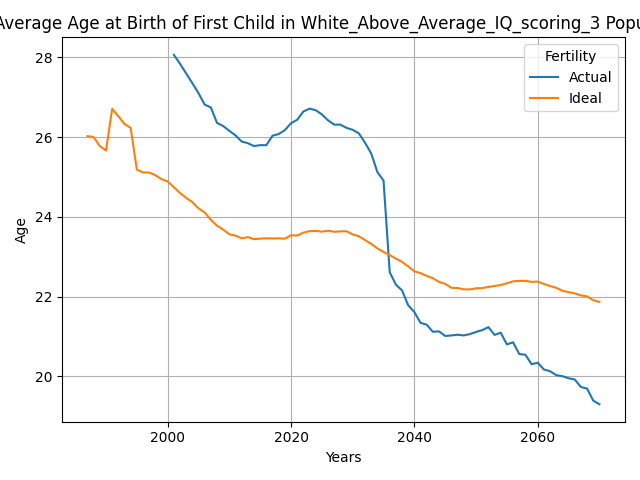 Average Age at Birth of First Child in White_Above_Average_IQ_scoring_3
Fertility
Actual
Ideal
28
26
24
22
20
Age
2000
2020
2040
2060
Years